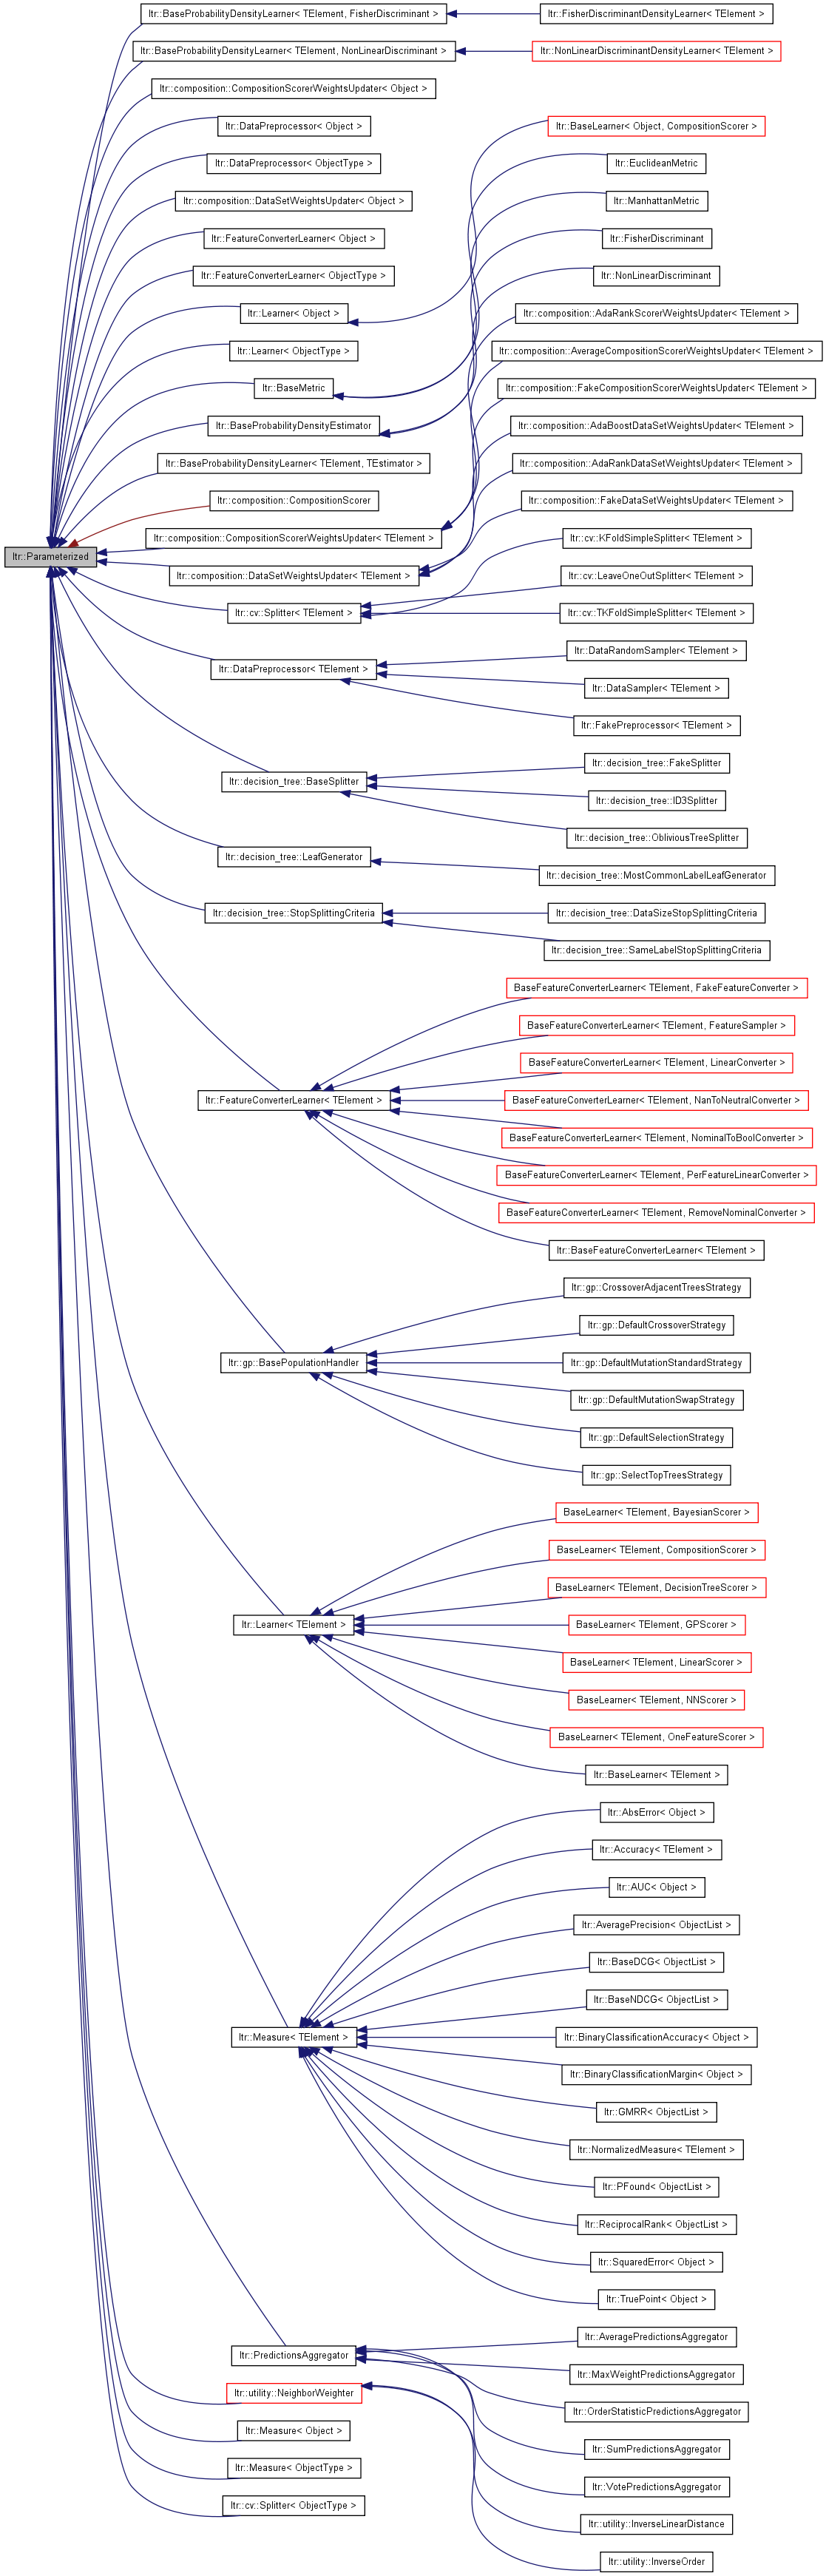 ltr::BaseProbabilityDensityLearner< TElement, FisherDiscriminant >
ltr::FisherDiscriminantDensityLearner< TElement >
ltr::BaseProbabilityDensityLearner< TElement, NonLinearDiscriminant >
ltr::NonLinearDiscriminantDensityLearner< TElement >
ltr::composition::CompositionScorerWeightsUpdater< Object >
ltr::DataPreprocessor< Object >
ltr::BaseLearner< Object, CompositionScorer >
ltr::DataPreprocessor< ObjectType >
ltr::EuclideanMetric
ltr::composition::DataSetWeightsUpdater< Object >
ltr::ManhattanMetric
ltr::FeatureConverterLearner< Object >
ltr::FisherDiscriminant
ltr::FeatureConverterLearner< ObjectType >
ltr::NonLinearDiscriminant
ltr::Learner< Object >
ltr::composition::AdaRankScorerWeightsUpdater< TElement >
ltr::Learner< ObjectType >
ltr::composition::AverageCompositionScorerWeightsUpdater< TElement >
ltr::BaseMetric
ltr::composition::FakeCompositionScorerWeightsUpdater< TElement >
ltr::BaseProbabilityDensityEstimator
ltr::composition::AdaBoostDataSetWeightsUpdater< TElement >
ltr::BaseProbabilityDensityLearner< TElement, TEstimator >
ltr::composition::AdaRankDataSetWeightsUpdater< TElement >
ltr::composition::CompositionScorer
ltr::composition::FakeDataSetWeightsUpdater< TElement >
ltr::composition::CompositionScorerWeightsUpdater< TElement >
ltr::cv::KFoldSimpleSplitter< TElement >
ltr::Parameterized
ltr::composition::DataSetWeightsUpdater< TElement >
ltr::cv::LeaveOneOutSplitter< TElement >
ltr::cv::Splitter< TElement >
ltr::cv::TKFoldSimpleSplitter< TElement >
ltr::DataRandomSampler< TElement >
ltr::DataPreprocessor< TElement >
ltr::DataSampler< TElement >
ltr::FakePreprocessor< TElement >
ltr::decision_tree::FakeSplitter
ltr::decision_tree::BaseSplitter
ltr::decision_tree::ID3Splitter
ltr::decision_tree::ObliviousTreeSplitter
ltr::decision_tree::LeafGenerator
ltr::decision_tree::MostCommonLabelLeafGenerator
ltr::decision_tree::StopSplittingCriteria
ltr::decision_tree::DataSizeStopSplittingCriteria
ltr::decision_tree::SameLabelStopSplittingCriteria
BaseFeatureConverterLearner< TElement, FakeFeatureConverter >
BaseFeatureConverterLearner< TElement, FeatureSampler >
BaseFeatureConverterLearner< TElement, LinearConverter >
ltr::FeatureConverterLearner< TElement >
BaseFeatureConverterLearner< TElement, NanToNeutralConverter >
BaseFeatureConverterLearner< TElement, NominalToBoolConverter >
BaseFeatureConverterLearner< TElement, PerFeatureLinearConverter >
BaseFeatureConverterLearner< TElement, RemoveNominalConverter >
ltr::BaseFeatureConverterLearner< TElement >
ltr::gp::CrossoverAdjacentTreesStrategy
ltr::gp::DefaultCrossoverStrategy
ltr::gp::BasePopulationHandler
ltr::gp::DefaultMutationStandardStrategy
ltr::gp::DefaultMutationSwapStrategy
ltr::gp::DefaultSelectionStrategy
ltr::gp::SelectTopTreesStrategy
BaseLearner< TElement, BayesianScorer >
BaseLearner< TElement, CompositionScorer >
BaseLearner< TElement, DecisionTreeScorer >
ltr::Learner< TElement >
BaseLearner< TElement, GPScorer >
BaseLearner< TElement, LinearScorer >
BaseLearner< TElement, NNScorer >
BaseLearner< TElement, OneFeatureScorer >
ltr::BaseLearner< TElement >
ltr::AbsError< Object >
ltr::Accuracy< TElement >
ltr::AUC< Object >
ltr::AveragePrecision< ObjectList >
ltr::BaseDCG< ObjectList >
ltr::BaseNDCG< ObjectList >
ltr::Measure< TElement >
ltr::BinaryClassificationAccuracy< Object >
ltr::BinaryClassificationMargin< Object >
ltr::GMRR< ObjectList >
ltr::NormalizedMeasure< TElement >
ltr::PFound< ObjectList >
ltr::ReciprocalRank< ObjectList >
ltr::SquaredError< Object >
ltr::TruePoint< Object >
ltr::AveragePredictionsAggregator
ltr::PredictionsAggregator
ltr::MaxWeightPredictionsAggregator
ltr::utility::NeighborWeighter
ltr::OrderStatisticPredictionsAggregator
ltr::Measure< Object >
ltr::SumPredictionsAggregator
ltr::Measure< ObjectType >
ltr::VotePredictionsAggregator
ltr::cv::Splitter< ObjectType >
ltr::utility::InverseLinearDistance
ltr::utility::InverseOrder